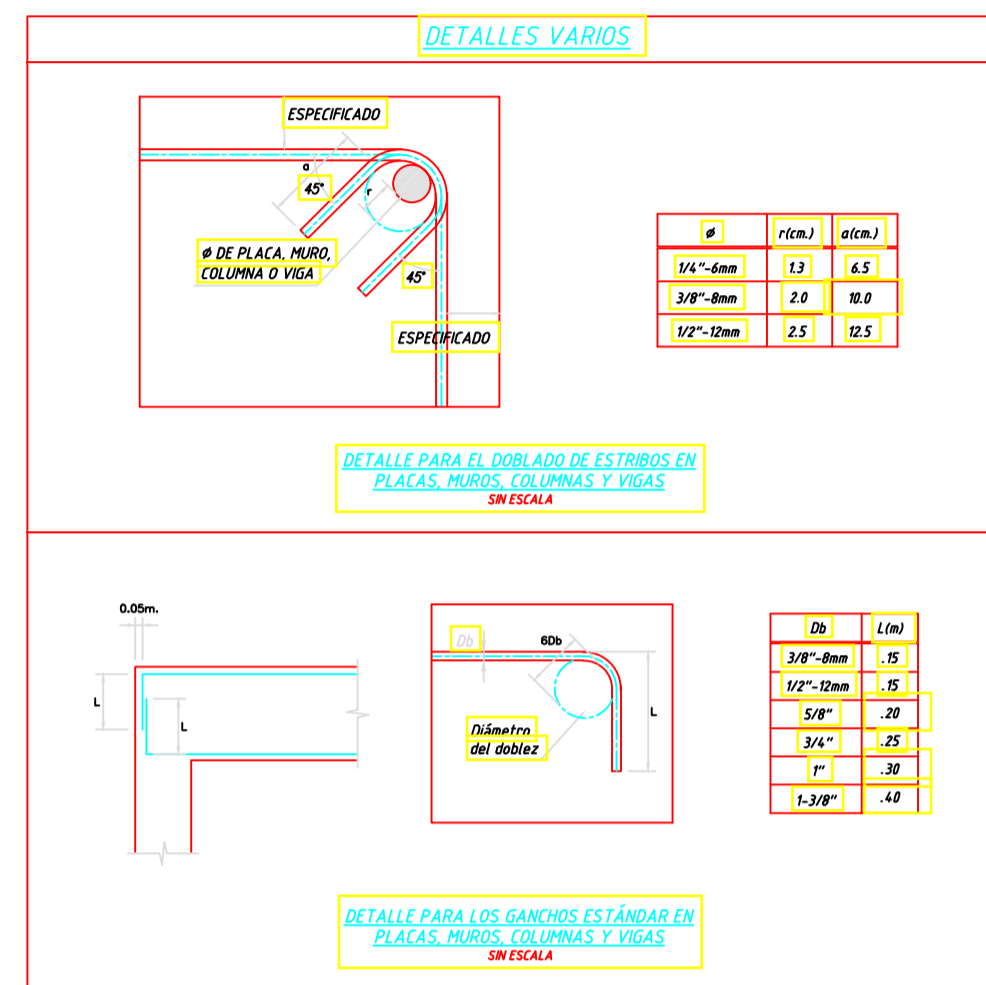 DETALLES VARIOS
ESPECIFICADO
a
45°
r
Ø DE PLACA, MURO,
COLUMNA O VIGA
45°
ESPECIFICADO
Ø r(cm.) a(cm.)
1/4"-6mm 1.3 6.5
3/8"-8mm 2.0 10.0
1/2"-12mm 2.5 12.5
DETALLE PARA EL DOBLADO DE ESTRIBOS EN
PLACAS, MUROS, COLUMNAS Y VIGAS
SIN ESCALA
0.05m.
L
L
Db
6Db
L
Diámetro
del doblez
Db L(m)
3/8"-8mm .15
1/2"-12mm .15
5/8" .20
3/4" .25
1" .30
1-3/8" .40
DETALLE PARA LOS GANCHOS ESTÁNDAR EN
PLACAS, MUROS, COLUMNAS Y VIGAS
SIN ESCALA